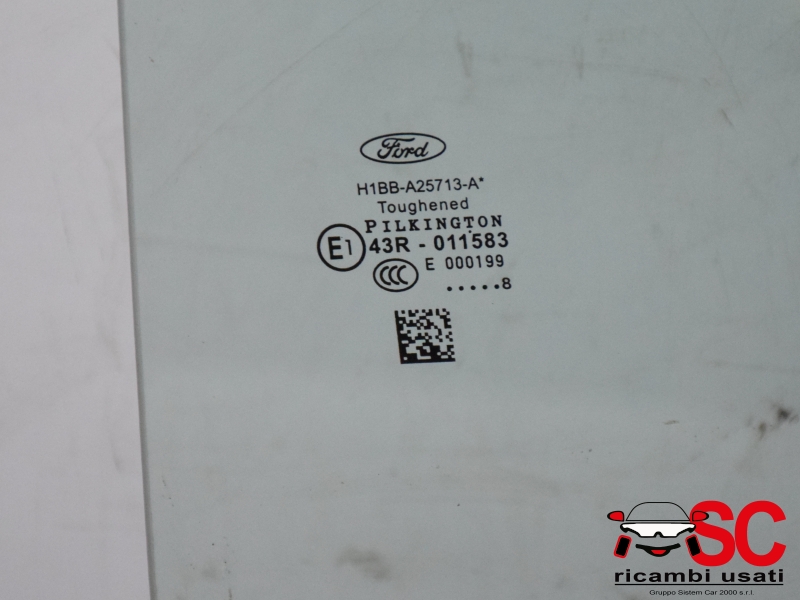 Ford
H1BB-A25713-A*
Toughened
PILKINGTON
E1 43R - 011583
CCC E 000199
.....8
SC
ricambi usati
Gruppo Sistem Car 2000 s.r.l.